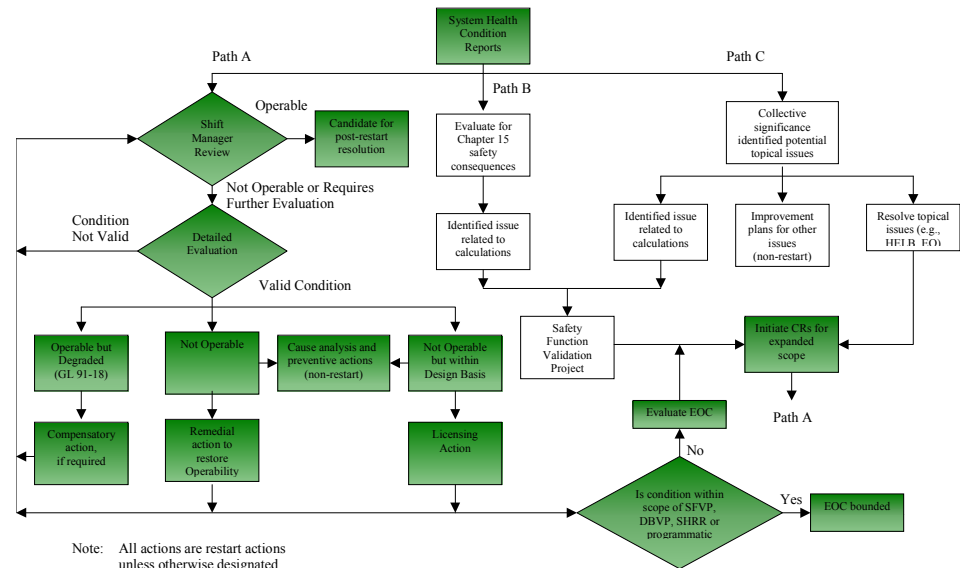 System Health
Condition
Reports
Path A
Path B
Path C
Shift
Manager
Review
Operable
Candidate for
post-restart
resolution
Evaluate for
Chapter 15
safety
consequences
Collective
significance
identified potential
topical issues
Not Operable or Requires
Further Evaluation
Condition
Not Valid
Detailed
Evaluation
Identified issue
related to
calculations
Identified issue
related to
calculations
Improvement
plans for other
issues
(non-restart)
Resolve topical
issues (e.g.,
HELB, EQ)
Valid Condition
Operable but
Degraded
(GL 91-18)
Not Operable
Cause analysis and
preventive actions
(non-restart)
Not Operable
but within
Design Basis
Safety
Function
Validation
Project
Initiate CRs for
expanded
scope
Path A
Evaluate EOC
Compensatory
action,
if required
Remedial
action to
restore
Operability
Licensing
Action
No
Is condition within
scope of SFVP,
DBVP, SHRR or
programmatic
Yes
EOC bounded
Note: All actions are restart actions
unless otherwise designated